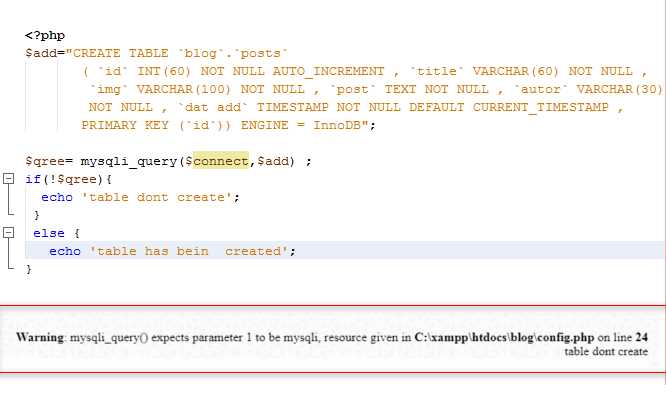 <?php
$add="CREATE TABLE `blog`.`posts`
( `id` INT(60) NOT NULL AUTO_INCREMENT , `title` VARCHAR(60) NOT NULL ,
`img` VARCHAR(100) NOT NULL , `post` TEXT NOT NULL , `autor` VARCHAR(30)
NOT NULL , `dat add` TIMESTAMP NOT NULL DEFAULT CURRENT_TIMESTAMP ,
PRIMARY KEY (`id`)) ENGINE = InnoDB";
$qree= mysqli_query($connect,$add) ;
if(!$qree){
echo 'table dont create';
}
else {
echo 'table has bein  created';
}
Warning: mysqli_query() expects parameter 1 to be mysqli, resource given in C:\xampp\htdocs\blog\config.php on line 24
table dont create